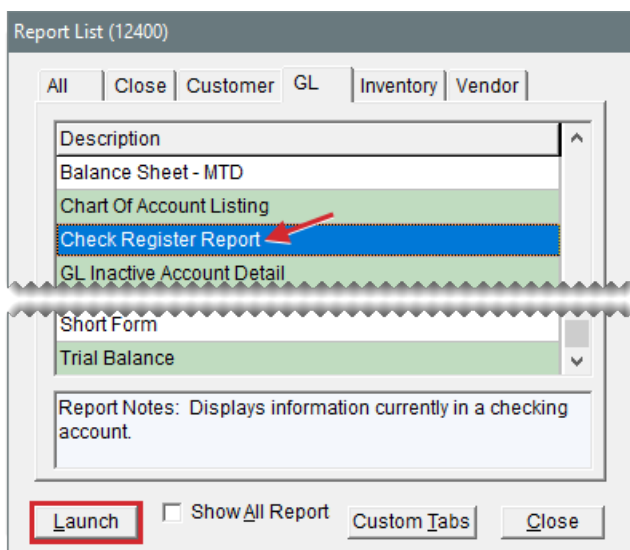 Report List (12400)
All Close Customer GL Inventory Vendor
Description
Balance Sheet - MTD
Chart Of Account Listing
Check Register Report
GL Inactive Account Detail
Short Form
Trial Balance
Report Notes: Displays information currently in a checking
account.
Launch Show All Report Custom Tabs Close